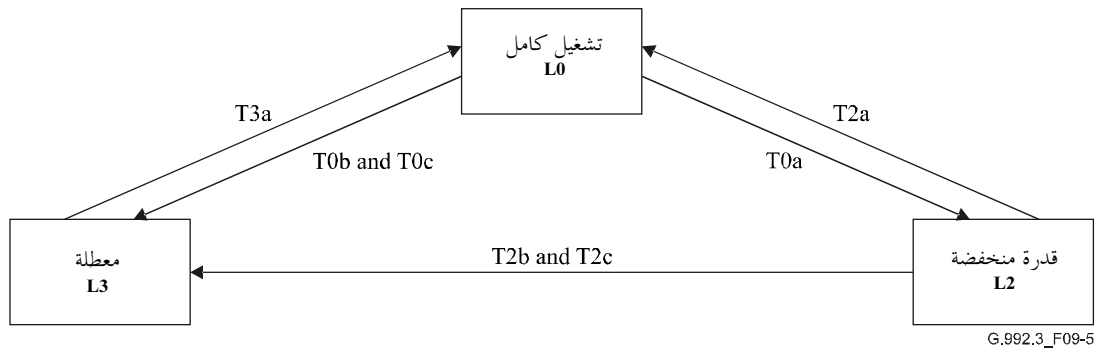 تشغيل كامل
L0
T3a
T2a
T0b and T0c
T0a
معطلة
L3
T2b and T2c
قدرة منخفضة
L2
G.992.3_F09-5